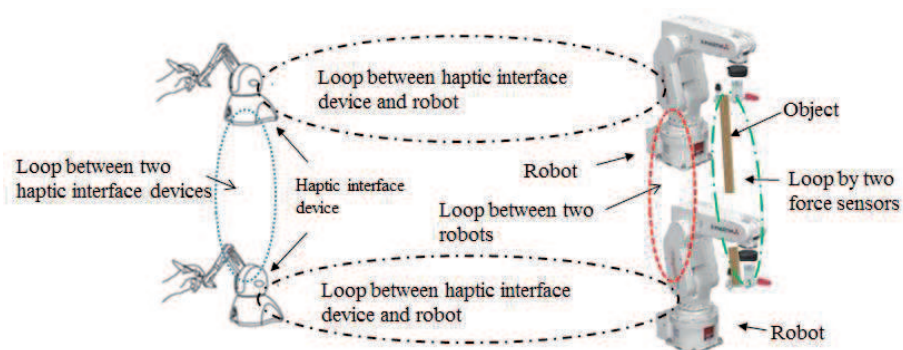 Loop between haptic interface
device and robot
Object
Loop between two
haptic interface devices
Haptic interface
device
Robot
Loop by two
force sensors
Loop between two
robots
Loop between haptic interface
device and robot
Robot